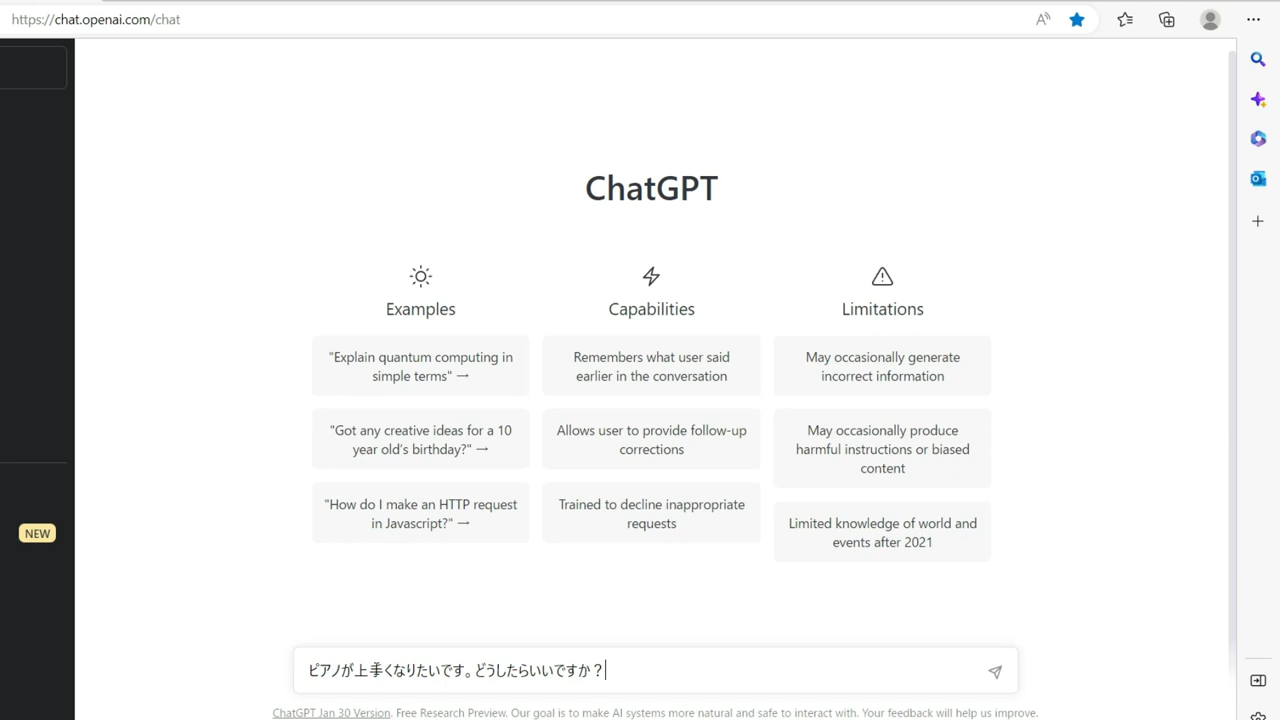 https://chat.openai.com/chat
ChatGPT
Examples
"Explain quantum computing in
simple terms" →
"Got any creative ideas for a 10
year old's birthday?" →
"How do I make an HTTP request
in Javascript?" →
Capabilities
Remembers what user said
earlier in the conversation
Allows user to provide follow-up
corrections
Trained to decline inappropriate
requests
Limitations
May occasionally generate
incorrect information
May occasionally produce
harmful instructions or biased
content
Limited knowledge of world and
events after 2021
NEW
ピアノが上手くなりたいです。どうしたらいいですか？
ChatGPT Jan 30 Version. Free Research Preview. Our goal is to make AI systems more natural and safe to interact with. Your feedback will help us improve.